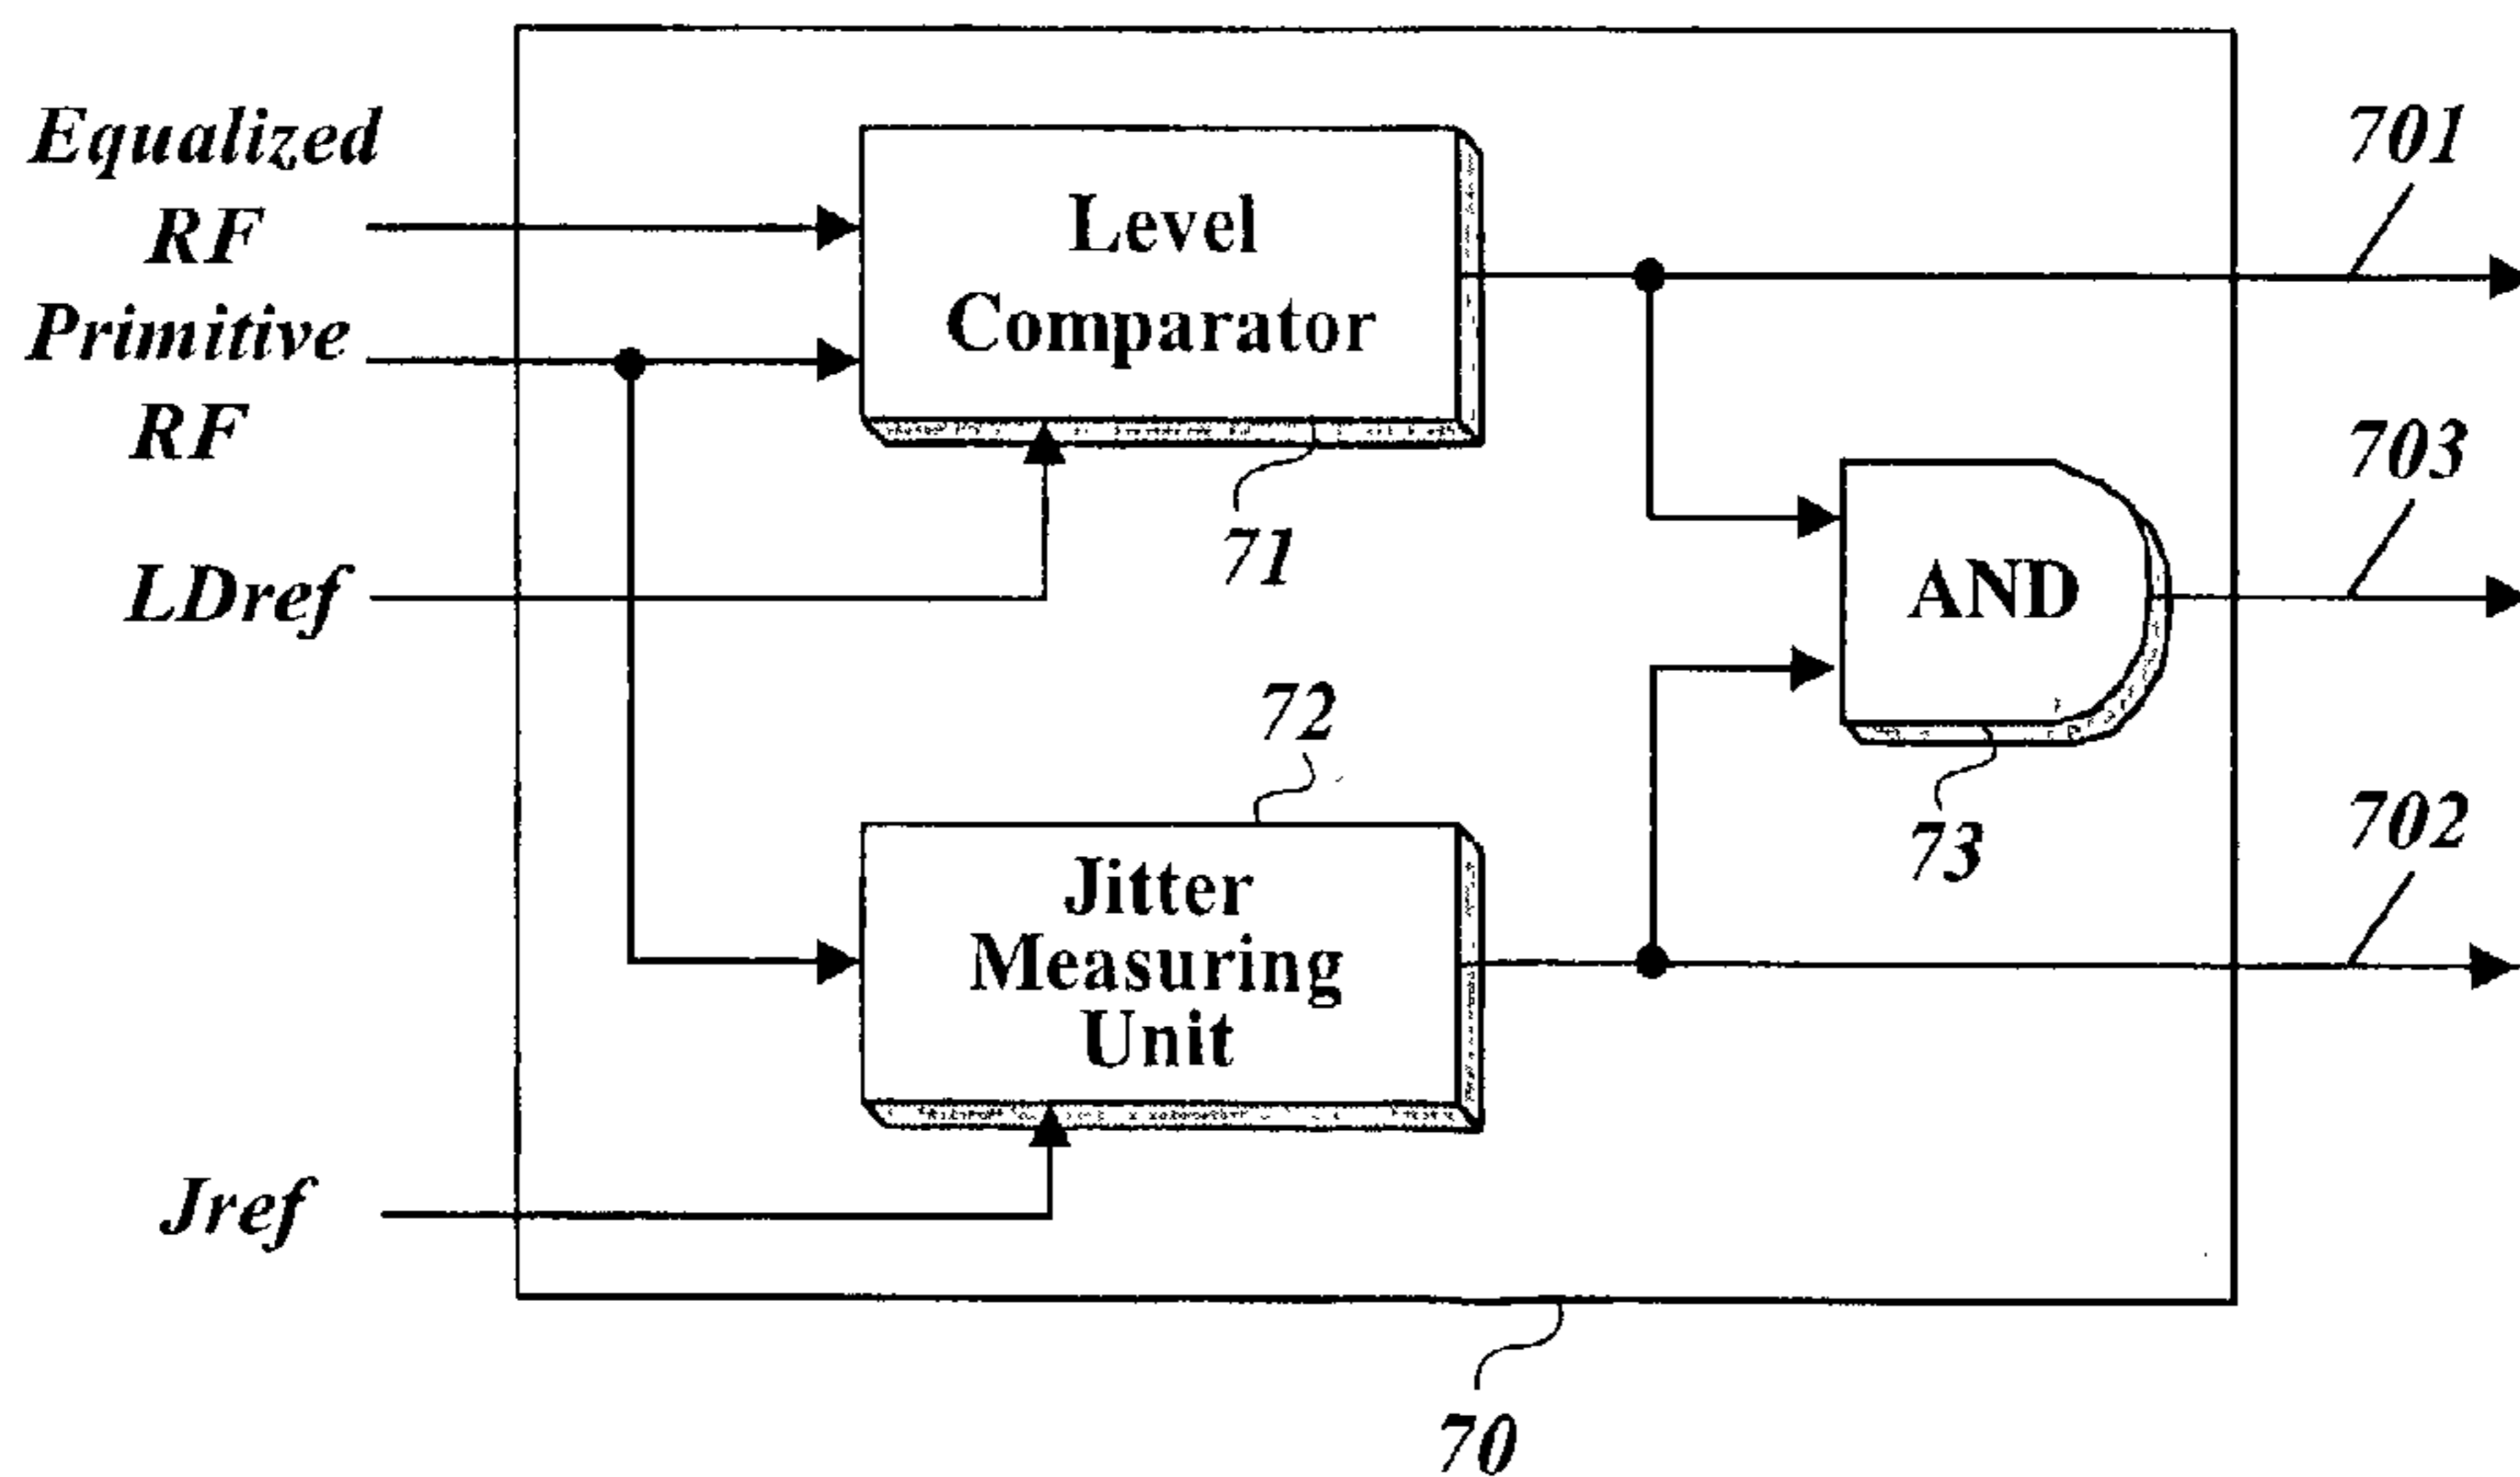 Equalized
RF
Primitive
RF
LDref
Jref
Level
Comparator
71
72
Jitter
Measuring
Unit
AND
73
701
703
702
70